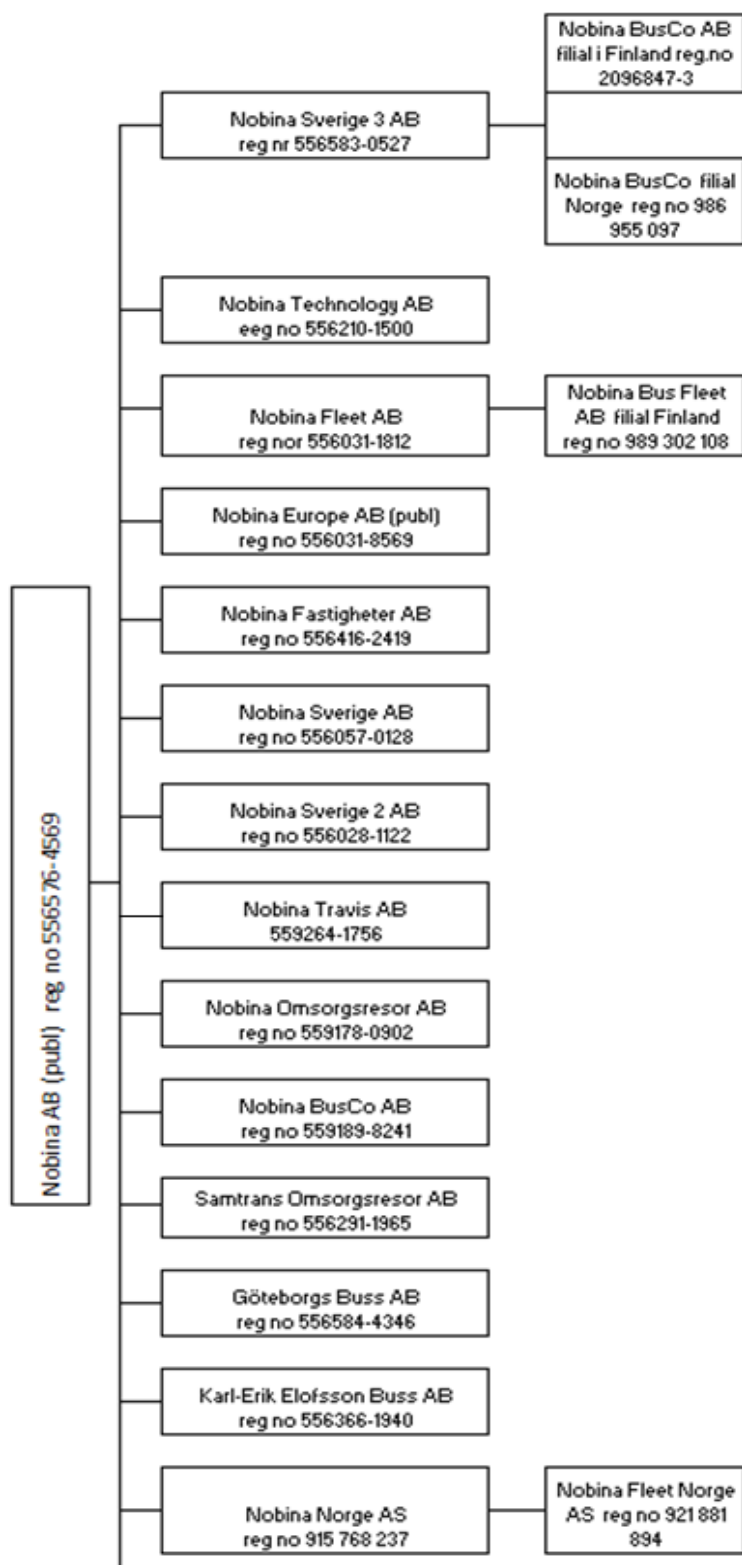 Nobina AB (publ) reg no 556576-4569
Nobina Sverige 3 AB
reg nr 556583-0527
Nobina BusCo AB
filial i Finland reg.no
2096847-3
Nobina BusCo filial
Norge reg no 986
955 097
Nobina Technology AB
eeg no 556210-1500
Nobina Fleet AB
reg nor 556031-1812
Nobina Bus Fleet
AB filial Finland
reg no 989 302 108
Nobina Europe AB (publ)
reg no 556031-8569
Nobina Fastigheter AB
reg no 556416-2419
Nobina Sverige AB
reg no 556057-0128
Nobina Sverige 2 AB
reg no 556028-1122
Nobina Travis AB
559264-1756
Nobina Omsorgsresor AB
reg no 559178-0902
Nobina BusCo AB
reg no 559189-8241
Samtrans Omsorgsresor AB
reg no 556291-1965
Göteborgs Buss AB
reg no 556584-4346
Karl-Erik Elofsson Buss AB
reg no 556366-1940
Nobina Norge AS
reg no 915 768 237
Nobina Fleet Norge
AS reg no 921 881
894